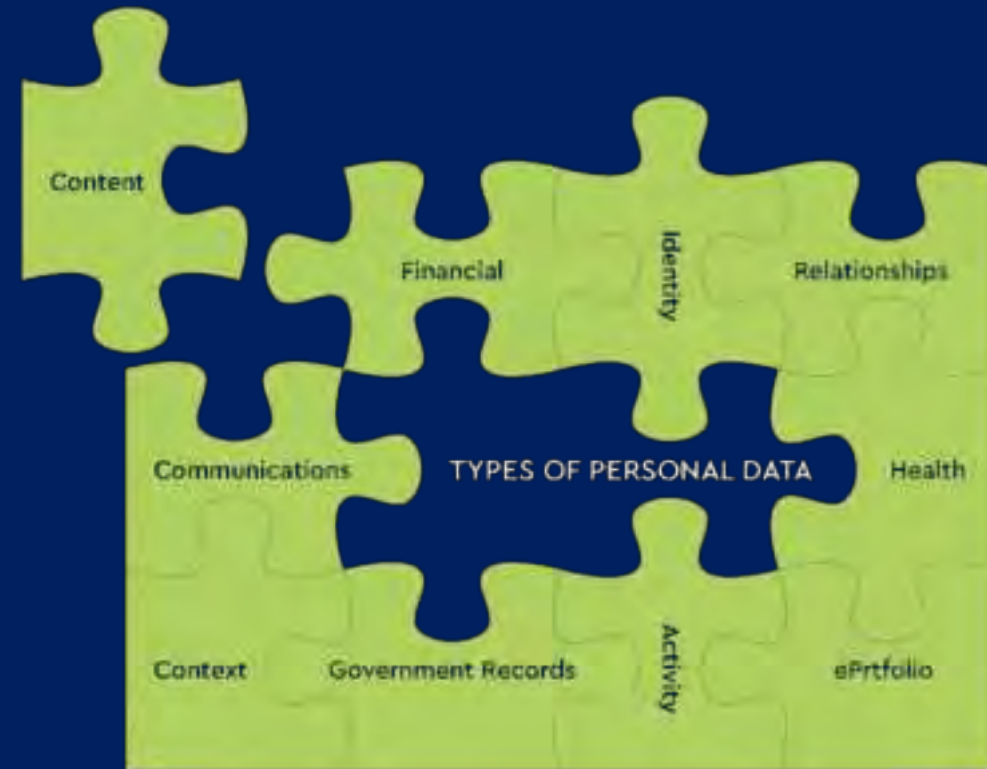 Content
Financial
Identity
Relationships
Communications
TYPES OF PERSONAL DATA
Health
Context
Government Records
Activity
ePrtfolio